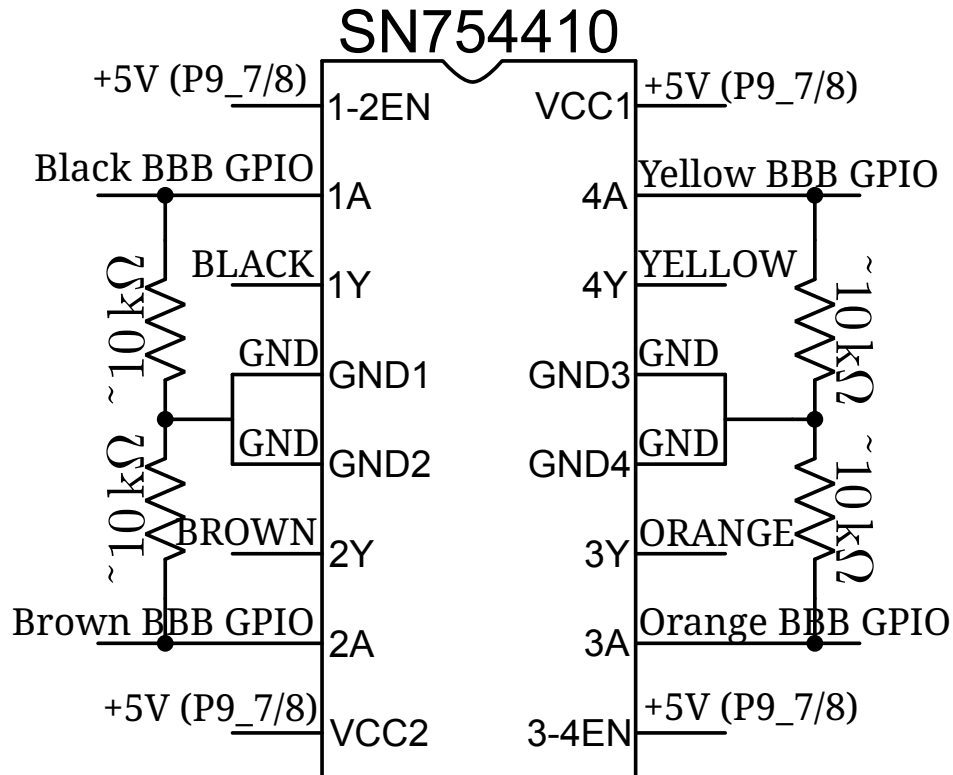 SN754410
+5V (P9_7/8)
1-2EN
VCC1
+5V (P9_7/8)
Black BBB GPIO
1A
4A
Yellow BBB GPIO
BLACK
1Y
4Y
YELLOW
~10kΩ
~10kΩ
GND
GND1
GND3
GND
GND
GND2
GND4
GND
~10kΩ
~10kΩ
BROWN
2Y
3Y
ORANGE
Brown BBB GPIO
2A
3A
Orange BBB GPIO
+5V (P9_7/8)
VCC2
3-4EN
+5V (P9_7/8)